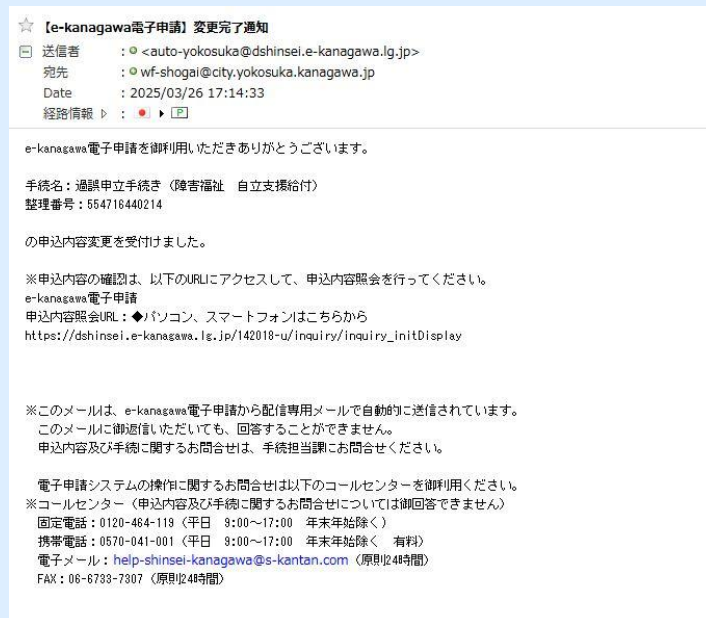 ☆ 【e-kanagawa電子申請】変更完了通知
送信者 : <auto-yokosuka@dshinsei.e-kanagawa.lg.jp>
宛先 : wf-shogai@city.yokosuka.kanagawa.jp
Date : 2025/03/26 17:14:33
経路情報 ▷ : P
e-kanagawa電子申請を御利用いただきありがとうございます。
手続名：過誤申立手続き（障害福祉　自立支援給付）
整理番号：554716440214
の申込内容変更を受付けました。
※申込内容の確認は、以下のURLにアクセスして、申込内容照会を行ってください。
e-kanagawa電子申請
申込内容照会URL：◆パソコン、スマートフォンはこちらから
https://dshinsei.e-kanagawa.lg.jp/142018-u/inquiry/inquiry_initDisplay
※このメールは、e-kanagawa電子申請から配信専用メールで自動的に送信されています。
このメールに御返信いただいても、回答することができません。
申込内容及び手続に関するお問合せは、手続担当課にお問合せください。
電子申請システムの操作に関するお問合せは以下のコールセンターを御利用ください。
※コールセンター（申込内容及び手続に関するお問合せについては御回答できません）
固定電話：0120-464-119（平日　9:00～17:00　年末年始除く）
携帯電話：0570-041-001（平日　9:00～17:00　年末年始除く　有料）
電子メール：help-shinsei-kanagawa@s-kantan.com（原則24時間）
FAX：06-6733-7307（原則24時間）